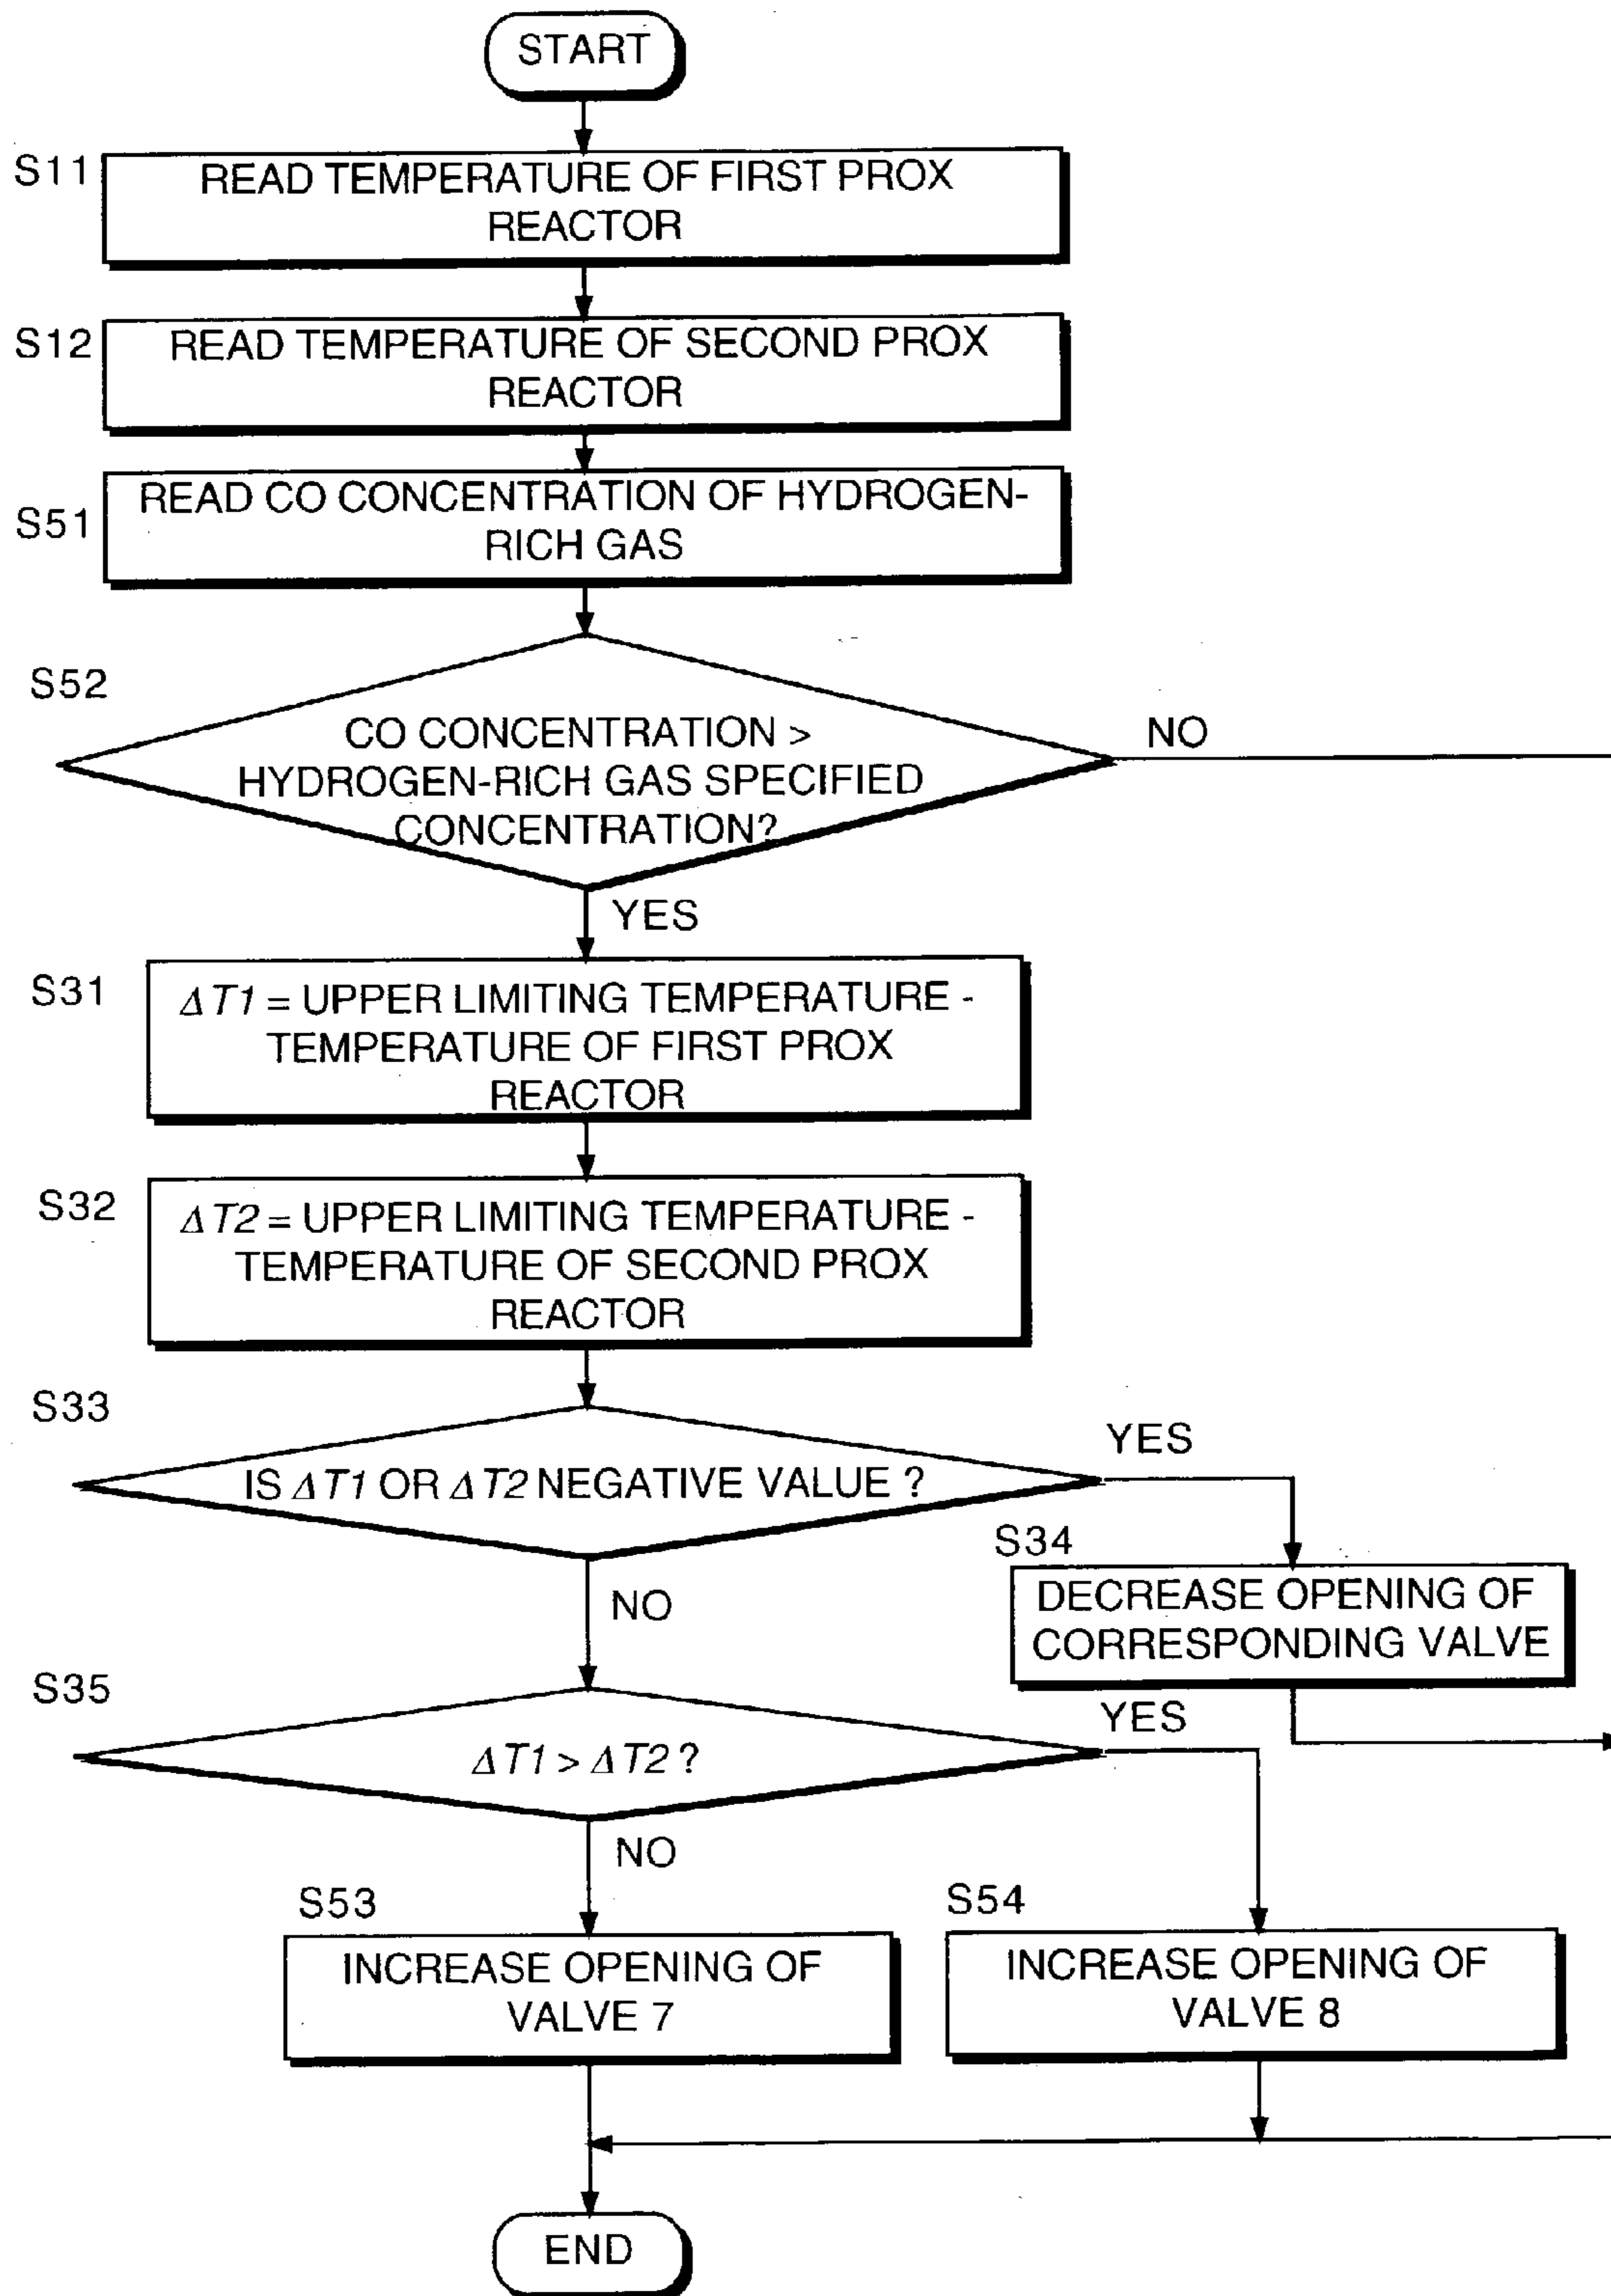 START
S11
READ TEMPERATURE OF FIRST PROX
REACTOR
S12
READ TEMPERATURE OF SECOND PROX
REACTOR
S51
READ CO CONCENTRATION OF HYDROGEN-
RICH GAS
S52
CO CONCENTRATION >
HYDROGEN-RICH GAS SPECIFIED
CONCENTRATION?
NO
YES
S31
ΔT1 = UPPER LIMITING TEMPERATURE -
TEMPERATURE OF FIRST PROX
REACTOR
S32
ΔT2 = UPPER LIMITING TEMPERATURE -
TEMPERATURE OF SECOND PROX
REACTOR
S33
IS ΔT1 OR ΔT2 NEGATIVE VALUE ?
YES
NO
S34
DECREASE OPENING OF
CORRESPONDING VALVE
S35
ΔT1 > ΔT2 ?
YES
NO
S53
INCREASE OPENING OF
VALVE 7
S54
INCREASE OPENING OF
VALVE 8
END